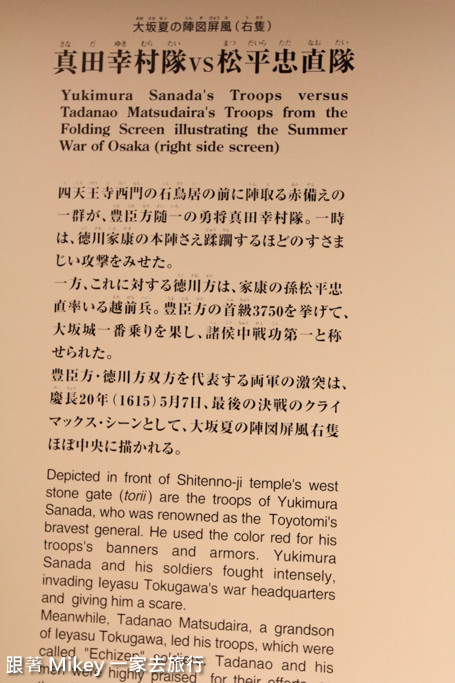 大坂夏の陣図屏風(右隻)
真田幸村隊vs松平忠直隊
Yukimura Sanada's Troops versus
Tadanao Matsudaira's Troops from the
Folding Screen illustrating the Summer
War of Osaka (right side screen)
四天王寺西門の石鳥居の前に陣取る赤備えの
一群が、豊臣方随一の勇将真田幸村隊。一時
は、徳川家康の本陣さえ蹂躙するほどのすさま
じい攻撃をみせた。
一方、これに対する徳川方は、家康の孫松平忠
直率いる越前兵。豊臣方の首級3750を挙げて、
大坂城一番乗りを果し、諸侯中戦功第一と称
せられた。
豊臣方・徳川方双方を代表する両軍の激突は、
慶長20年(1615)5月7日、最後の決戦のクライ
マックス・シーンとして、大坂夏の陣図屏風右隻
ほぼ中央に描かれる。
Depicted in front of Shitenno-ji temple's west
stone gate (torii) are the troops of Yukimura
Sanada, who was renowned as the Toyotomi's
bravest general. He used the color red for his
troop's banners and armors. Yukimura
Sanada and his soldiers fought intensely,
invading Ieyasu Tokugawa's war headquarters
and giving him a scare.
Meanwhile, Tadanao Matsudaira, a grandson
of Ieyasu Tokugawa, led his troops, which were
called "Echizen" soldiers. Tadanao and his
men were highly praised for their efforts
跟著 Mikey 一家去旅行